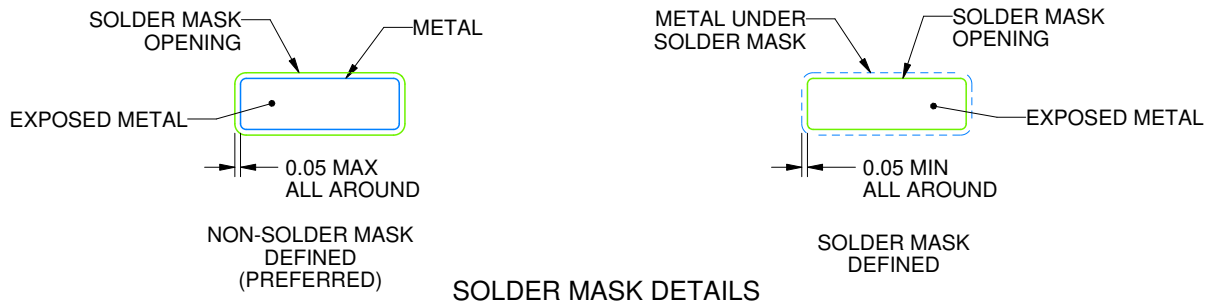 SOLDER MASK
OPENING
METAL
EXPOSED METAL
0.05 MAX
ALL AROUND
NON-SOLDER MASK
DEFINED
(PREFERRED)
METAL UNDER
SOLDER MASK
SOLDER MASK
OPENING
EXPOSED METAL
0.05 MIN
ALL AROUND
SOLDER MASK
DEFINED
SOLDER MASK DETAILS